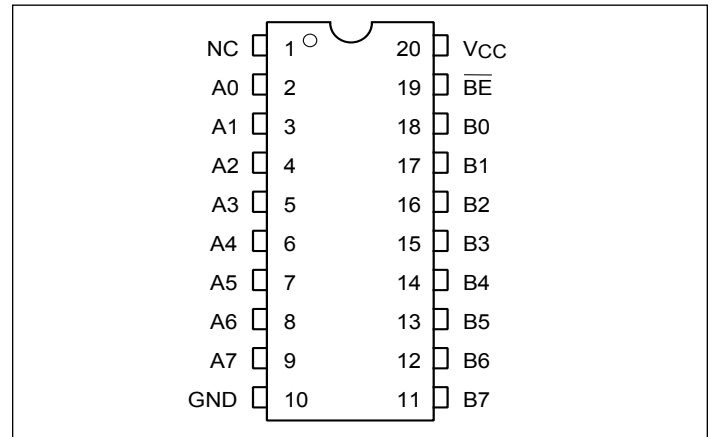 NC 1 20 VCC
A0 2 19 B̅E̅ 
A1 3 18 B0
A2 4 17 B1
A3 5 16 B2
A4 6 15 B3
A5 7 14 B4
A6 8 13 B5
A7 9 12 B6
GND 10 11 B7